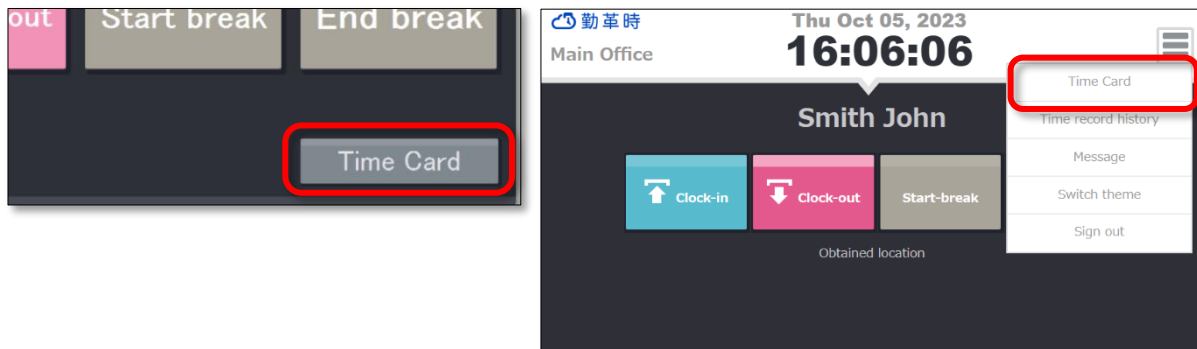 out
Start break
End break
Time Card
勤革時
Main Office
Thu Oct 05, 2023
16:06:06
Time Card
Time record history
Message
Switch theme
Sign out
Smith John
Clock-in
Clock-out
Start-break
Obtained location